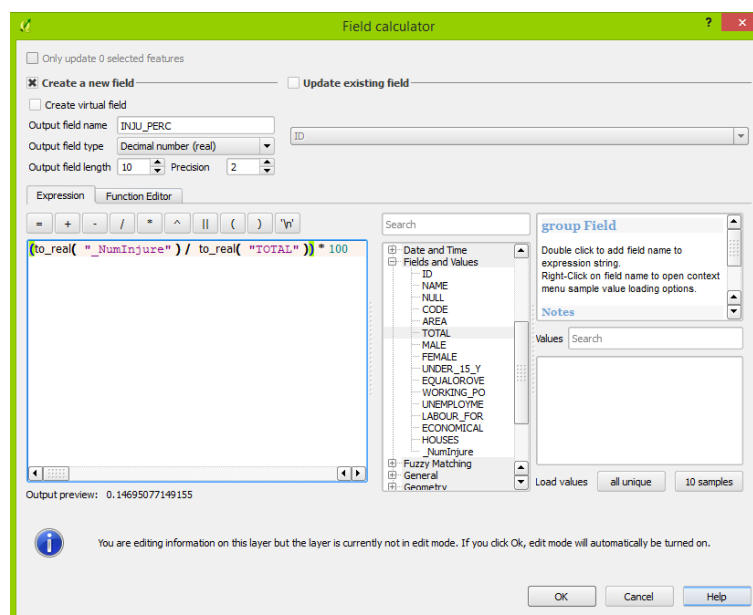 Field calculator
?
×
Only update 0 selected features
Create a new field
Update existing field
Create virtual field
Output field name INJU_PERC
Output field type Decimal number (real)
ID
Output field length 10 Precision 2
Expression Function Editor
= + - / * ^ || ( ) '\n'
Search
group Field
(to_real( "_NumInjure" ) / to_real( "TOTAL" )) * 100
Double click to add field name to
expression string.
Right-Click on field name to open context
menu sample value loading options.
Notes
Date and Time
Fields and Values
ID
NAME
NULL
CODE
AREA
TOTAL
MALE
FEMALE
UNDER_15_Y
EQUALOROVE
WORKING_PO
UNEMPLOYME
LABOUR_FOR
ECONOMICAL
HOUSES
_NumInjure
Fuzzy Matching
General
Geometry
Values Search
Load values all unique 10 samples
Output preview: 0.14695077149155
You are editing information on this layer but the layer is currently not in edit mode. If you click Ok, edit mode will automatically be turned on.
OK Cancel Help